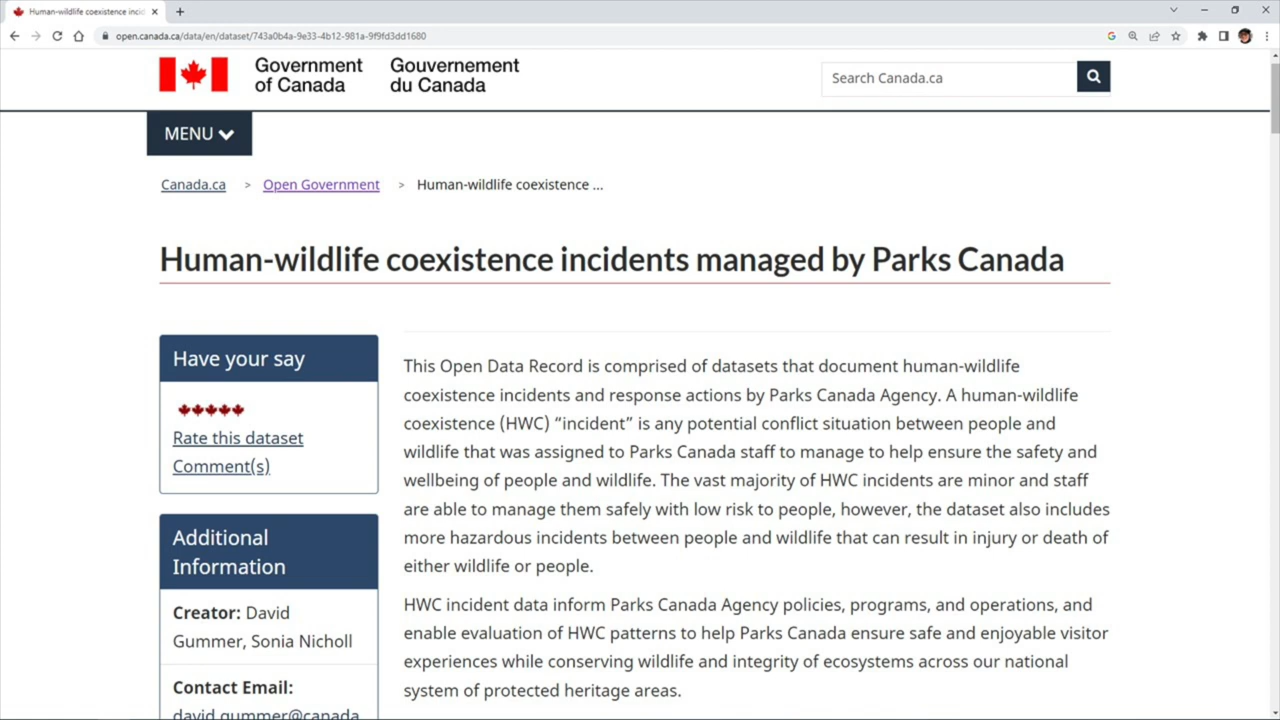 Human-wildlife coexistence inci
open.canada.ca/data/en/dataset/743a0b4a-9e33-4b12-981a-9f9fd3dd1680
Government of Canada
Gouvernement du Canada
Search Canada.ca
MENU
Canada.ca > Open Government > Human-wildlife coexistence ...
Human-wildlife coexistence incidents managed by Parks Canada
Have your say
Rate this dataset
Comment(s)
Additional
Information
Creator: David
Gummer, Sonia Nicholl
Contact Email:
david.gummer@canada
This Open Data Record is comprised of datasets that document human-wildlife
coexistence incidents and response actions by Parks Canada Agency. A human-wildlife
coexistence (HWC) “incident” is any potential conflict situation between people and
wildlife that was assigned to Parks Canada staff to manage to help ensure the safety and
wellbeing of people and wildlife. The vast majority of HWC incidents are minor and staff
are able to manage them safely with low risk to people, however, the dataset also includes
more hazardous incidents between people and wildlife that can result in injury or death of
either wildlife or people.
HWC incident data inform Parks Canada Agency policies, programs, and operations, and
enable evaluation of HWC patterns to help Parks Canada ensure safe and enjoyable visitor
experiences while conserving wildlife and integrity of ecosystems across our national
system of protected heritage areas.